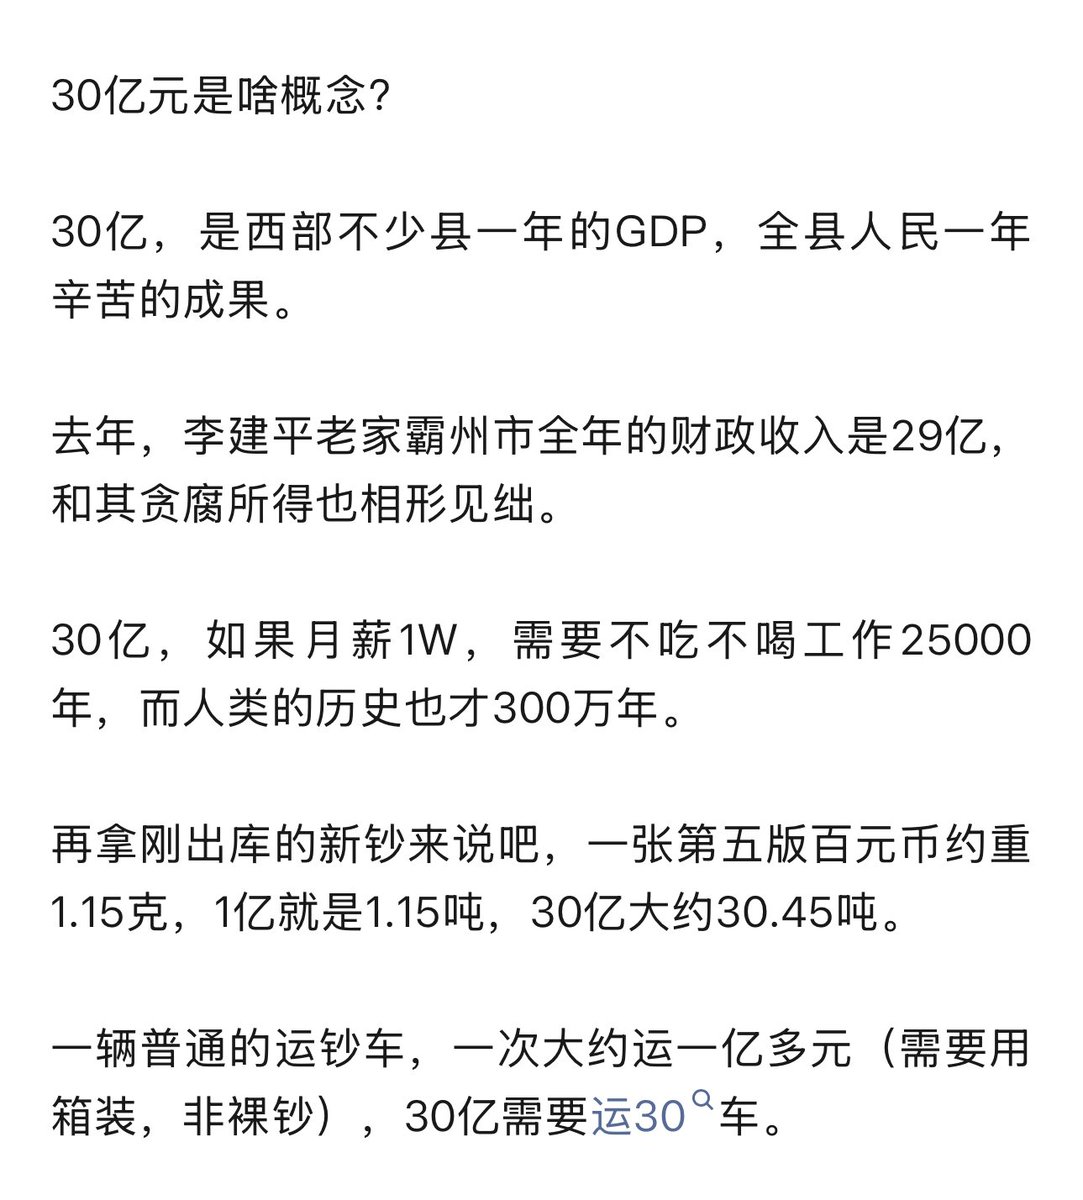 30亿元是啥概念?
30亿，是西部不少县一年的GDP，全县人民一年
辛苦的成果。
去年，李建平老家霸州市全年的财政收入是29亿，
和其贪腐所得也相形见绌。
30亿，如果月薪1W，需要不吃不喝工作25000
年，而人类的历史也才300万年。
再拿刚出库的新钞来说吧，一张第五版百元币约重
1.15克，1亿就是1.15吨，30亿大约30.45吨。
一辆普通的运钞车，一次大约运一亿多元（需要用
箱装，非裸钞），30亿需要运30车。